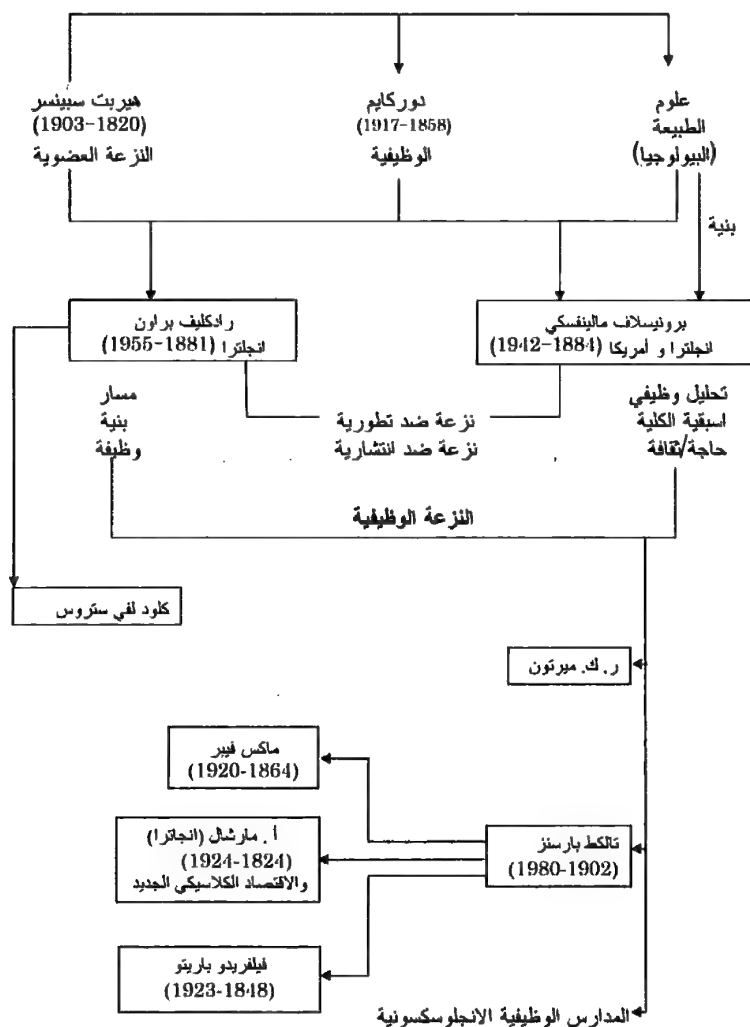 علوم
الطبيعة
(البيولوجيا)
دوركايم
(1858-1917)
الوظيفية
هيربت سبينسر
(1820-1903)
النزعة العضوية
بنية
برونيسلاف مالينفسكي
انجلترا و أمريكا (1884-1942)
رادكليف براون
انجلترا (1881-1955)
تحليل وظيفي
اسبقية الكلية
حاجة/ثقافة
نزعة ضد تطورية
نزعة ضد انتشارية
مسار
بنية
وظيفة
النزعة الوظيفية
كلود لفي ستروس
ر. ك. ميرتون
ماكس فيبر
(1864-1920)
أ. مارشال (انجاترا)
(1824-1924)
والاقتصاد الكلاسيكي الجديد
تالكط بارسنز
(1902-1980)
فيلفريدو باريتو
(1848-1923)
المدارس الوظيفية الانجلوسكسونية